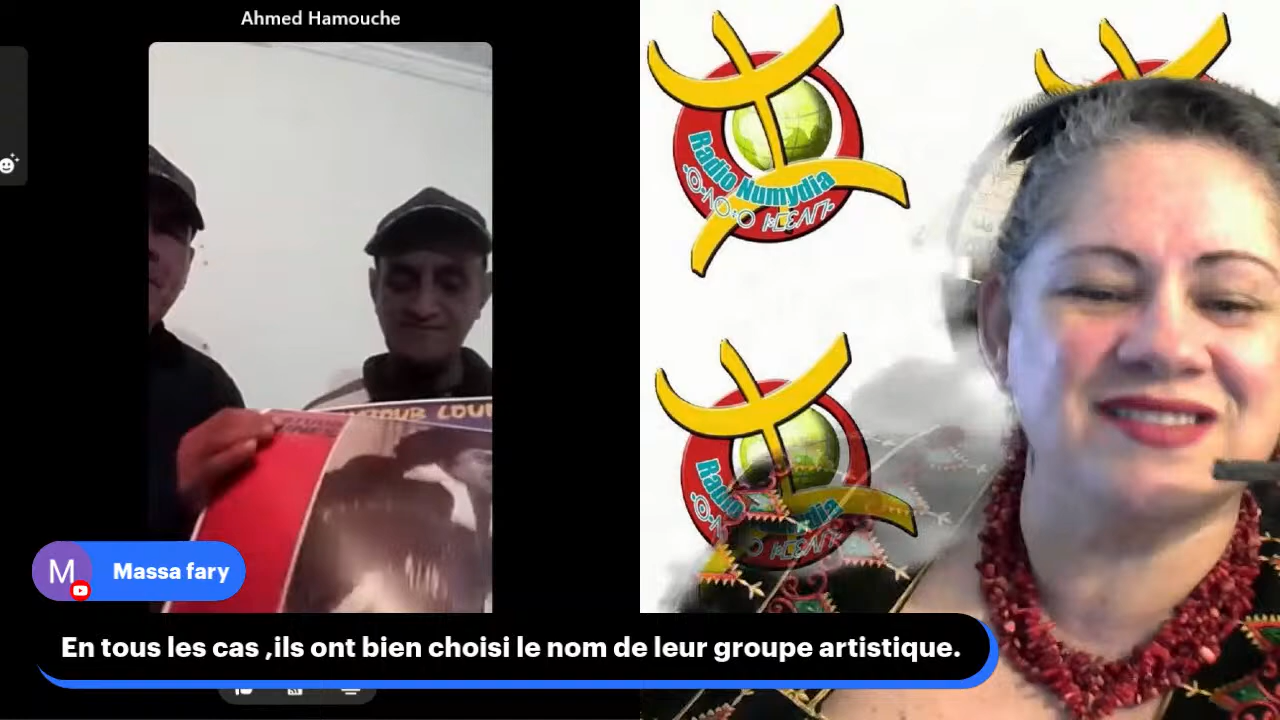 Ahmed Hamouche
Radio Numydia
Radio Numydia
M
Massa fary
En tous les cas ,ils ont bien choisi le nom de leur groupe artistique.